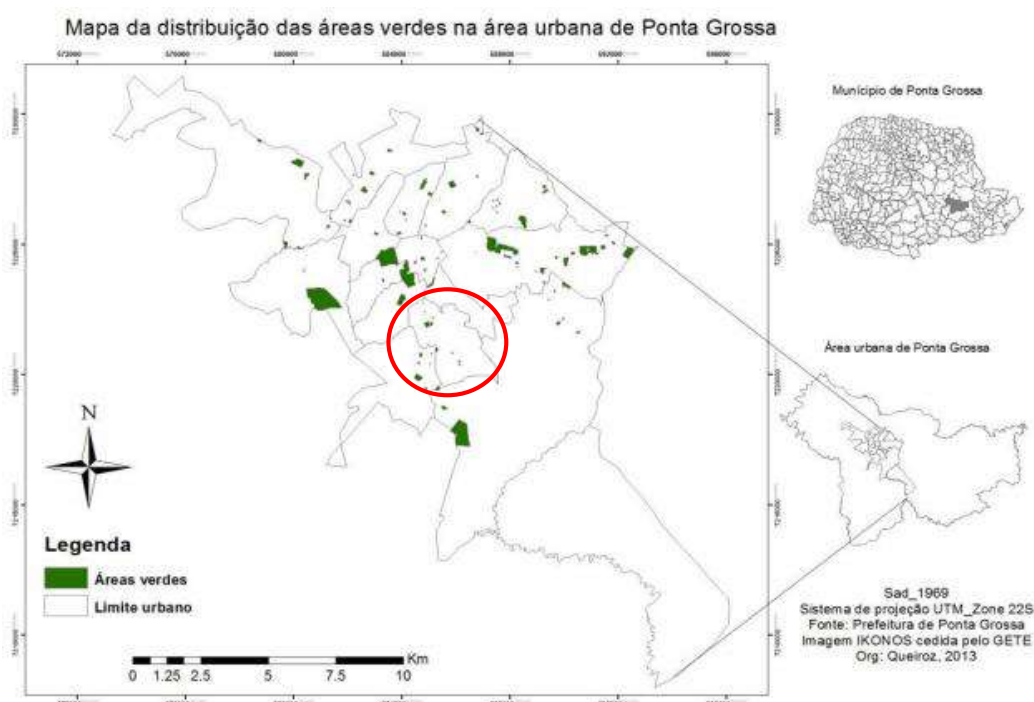 Mapa da distribuição das áreas verdes na área urbana de Ponta Grossa
Município de Ponta Grossa
Área urbana de Ponta Grossa
N
Legenda
Áreas verdes
Limite urbano
Km
0 1.25 2.5 5 7.5 10
Sad_1969
Sistema de projeção UTM_Zone 22S
Fonte: Prefeitura de Ponta Grossa
Imagem IKONOS cedida pelo GETE
Org: Queiroz, 2013